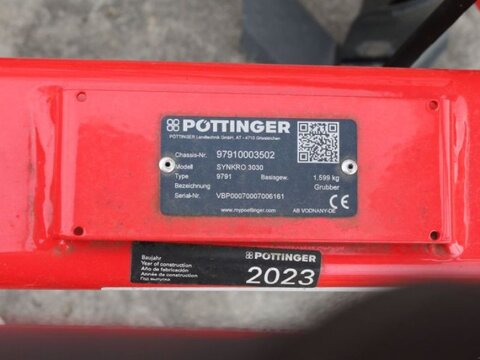 PÖTTINGER
PÖTTINGER Landtechnik GmbH, AT - 4710 Grieskirchen
Chassis-Nr. 97910003502
Modell SYNKRO 3030
Type 9791 Basisgew. 1.599 kg
Bezeichnung Grubber
Serial-Nr. VBP00070007006161
www.mypoettinger.com AB VODNANY-DE CE
Baujahr PÖTTINGER
Year of construction
Año de fabricación 2023
Année de construction